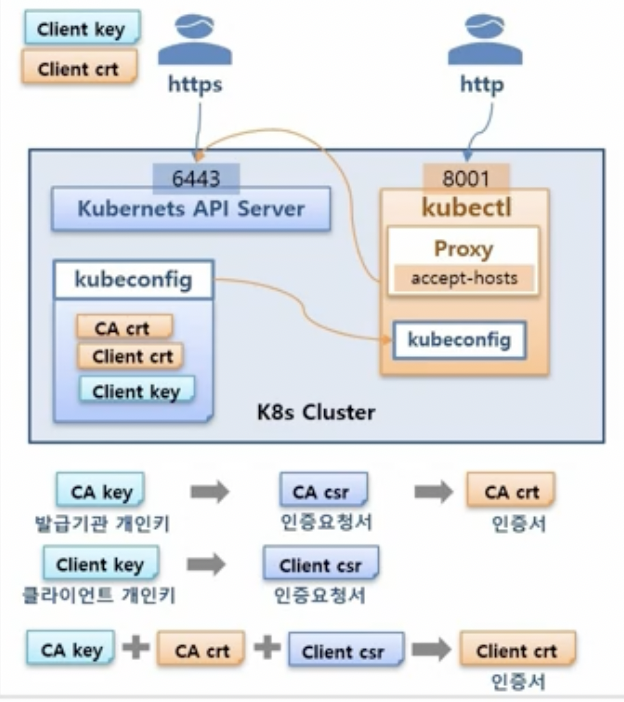 Client key
Client crt
https
http
6443
8001
Kubernets API Server
kubectl
Proxy
accept-hosts
kubeconfig
kubeconfig
CA crt
Client crt
Client key
K8s Cluster
CA key
CA csr
CA crt
발급기관 개인키
인증요청서
인증서
Client key
Client csr
클라이언트 개인키
인증요청서
CA key + CA crt + Client csr
Client crt
인증서